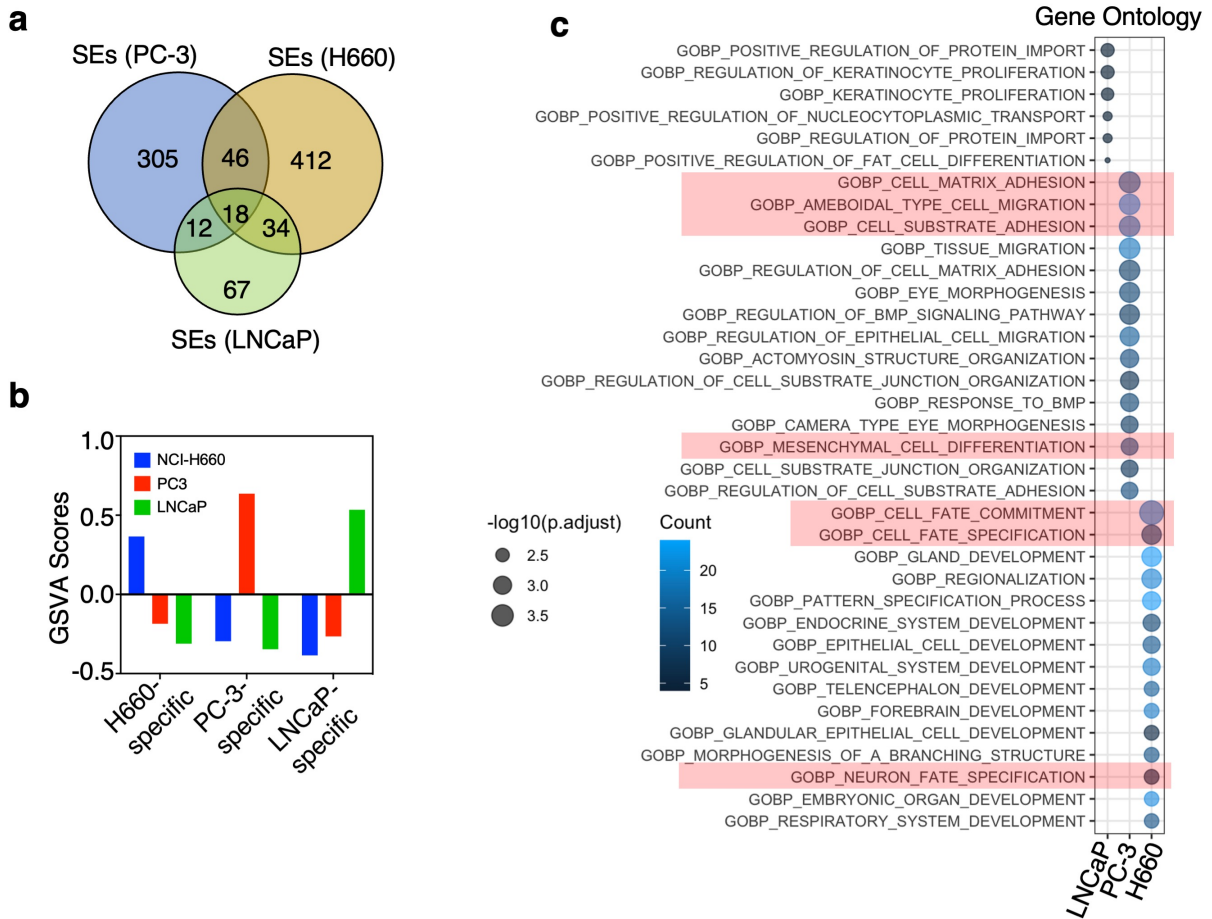 a
SEs (PC-3)
SEs (H660)
305
46
412
18
12
34
67
SEs (LNCaP)
b
1.0
0.5
0.0
-0.5
GSVA Scores
NCI-H660
PC3
LNCaP
H660-
specific
PC-3-
specific
LNCaP-
specific
c
Gene Ontology
GOBP_POSITIVE_REGULATION_OF_PROTEIN_IMPORT
GOBP_REGULATION_OF_KERATINOCYTE_PROLIFERATION
GOBP_KERATINOCYTE_PROLIFERATION
GOBP_POSITIVE_REGULATION_OF_NUCLEOCYTOPLASMIC_TRANSPORT
GOBP_REGULATION_OF_PROTEIN_IMPORT
GOBP_POSITIVE_REGULATION_OF_FAT_CELL_DIFFERENTIATION
GOBP_CELL_MATRIX_ADHESION
GOBP_AMEBOIDAL_TYPE_CELL_MIGRATION
GOBP_CELL_SUBSTRATE_ADHESION
GOBP_TISSUE_MIGRATION
GOBP_REGULATION_OF_CELL_MATRIX_ADHESION
GOBP_EYE_MORPHOGENESIS
GOBP_REGULATION_OF_BMP_SIGNALING_PATHWAY
GOBP_REGULATION_OF_EPITHELIAL_CELL_MIGRATION
GOBP_ACTOMYOSIN_STRUCTURE_ORGANIZATION
GOBP_REGULATION_OF_CELL_SUBSTRATE_JUNCTION_ORGANIZATION
GOBP_RESPONSE_TO_BMP
GOBP_CAMERA_TYPE_EYE_MORPHOGENESIS
GOBP_MESENCHYMAL_CELL_DIFFERENTIATION
GOBP_CELL_SUBSTRATE_JUNCTION_ORGANIZATION
GOBP_REGULATION_OF_CELL_SUBSTRATE_ADHESION
GOBP_CELL_FATE_COMMITMENT
GOBP_CELL_FATE_SPECIFICATION
GOBP_GLAND_DEVELOPMENT
GOBP_REGIONALIZATION
GOBP_PATTERN_SPECIFICATION_PROCESS
GOBP_ENDOCRINE_SYSTEM_DEVELOPMENT
GOBP_EPITHELIAL_CELL_DEVELOPMENT
GOBP_UROGENITAL_SYSTEM_DEVELOPMENT
GOBP_TELENCEPHALON_DEVELOPMENT
GOBP_FOREBRAIN_DEVELOPMENT
GOBP_GLANDULAR_EPITHELIAL_CELL_DEVELOPMENT
GOBP_MORPHOGENESIS_OF_A_BRANCHING_STRUCTURE
GOBP_NEURON_FATE_SPECIFICATION
GOBP_EMBRYONIC_ORGAN_DEVELOPMENT
GOBP_RESPIRATORY_SYSTEM_DEVELOPMENT
LNCaP
PC-3
H660
-log10(p.adjust)
2.5
3.0
3.5
Count
20
15
10
5